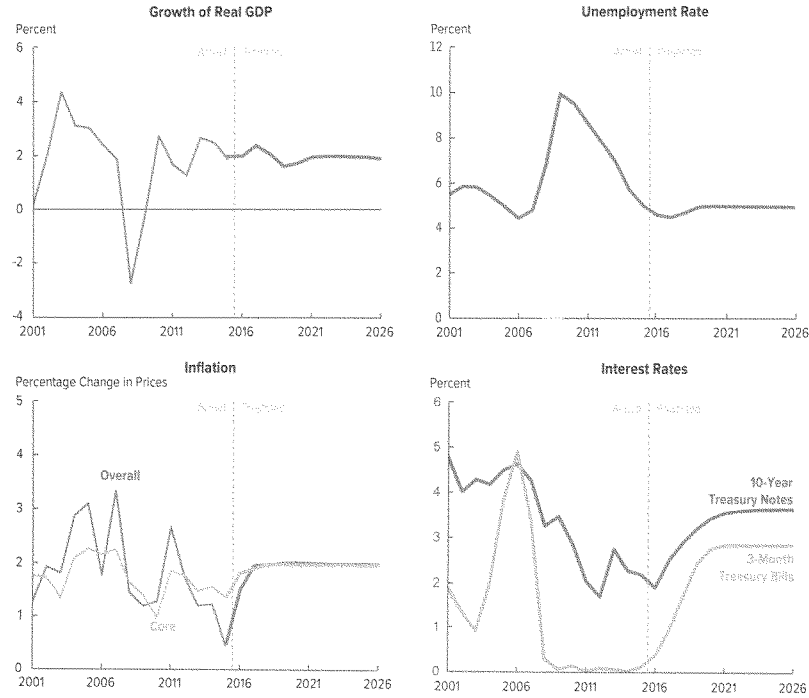 Growth of Real GDP
Percent
6
4
2
0
-2
-4
2001 2006 2011 2016 2021 2026
Unemployment Rate
Percent
12
10
8
6
4
2
0
2001 2006 2011 2016 2021 2026
Inflation
Percentage Change in Prices
5
4
3
2
1
0
Overall
Core
2001 2006 2011 2016 2021 2026
Interest Rates
Percent
6
5
4
3
2
1
0
10-Year
Treasury Notes
3-Month
Treasury Bills
2001 2006 2011 2016 2021 2026